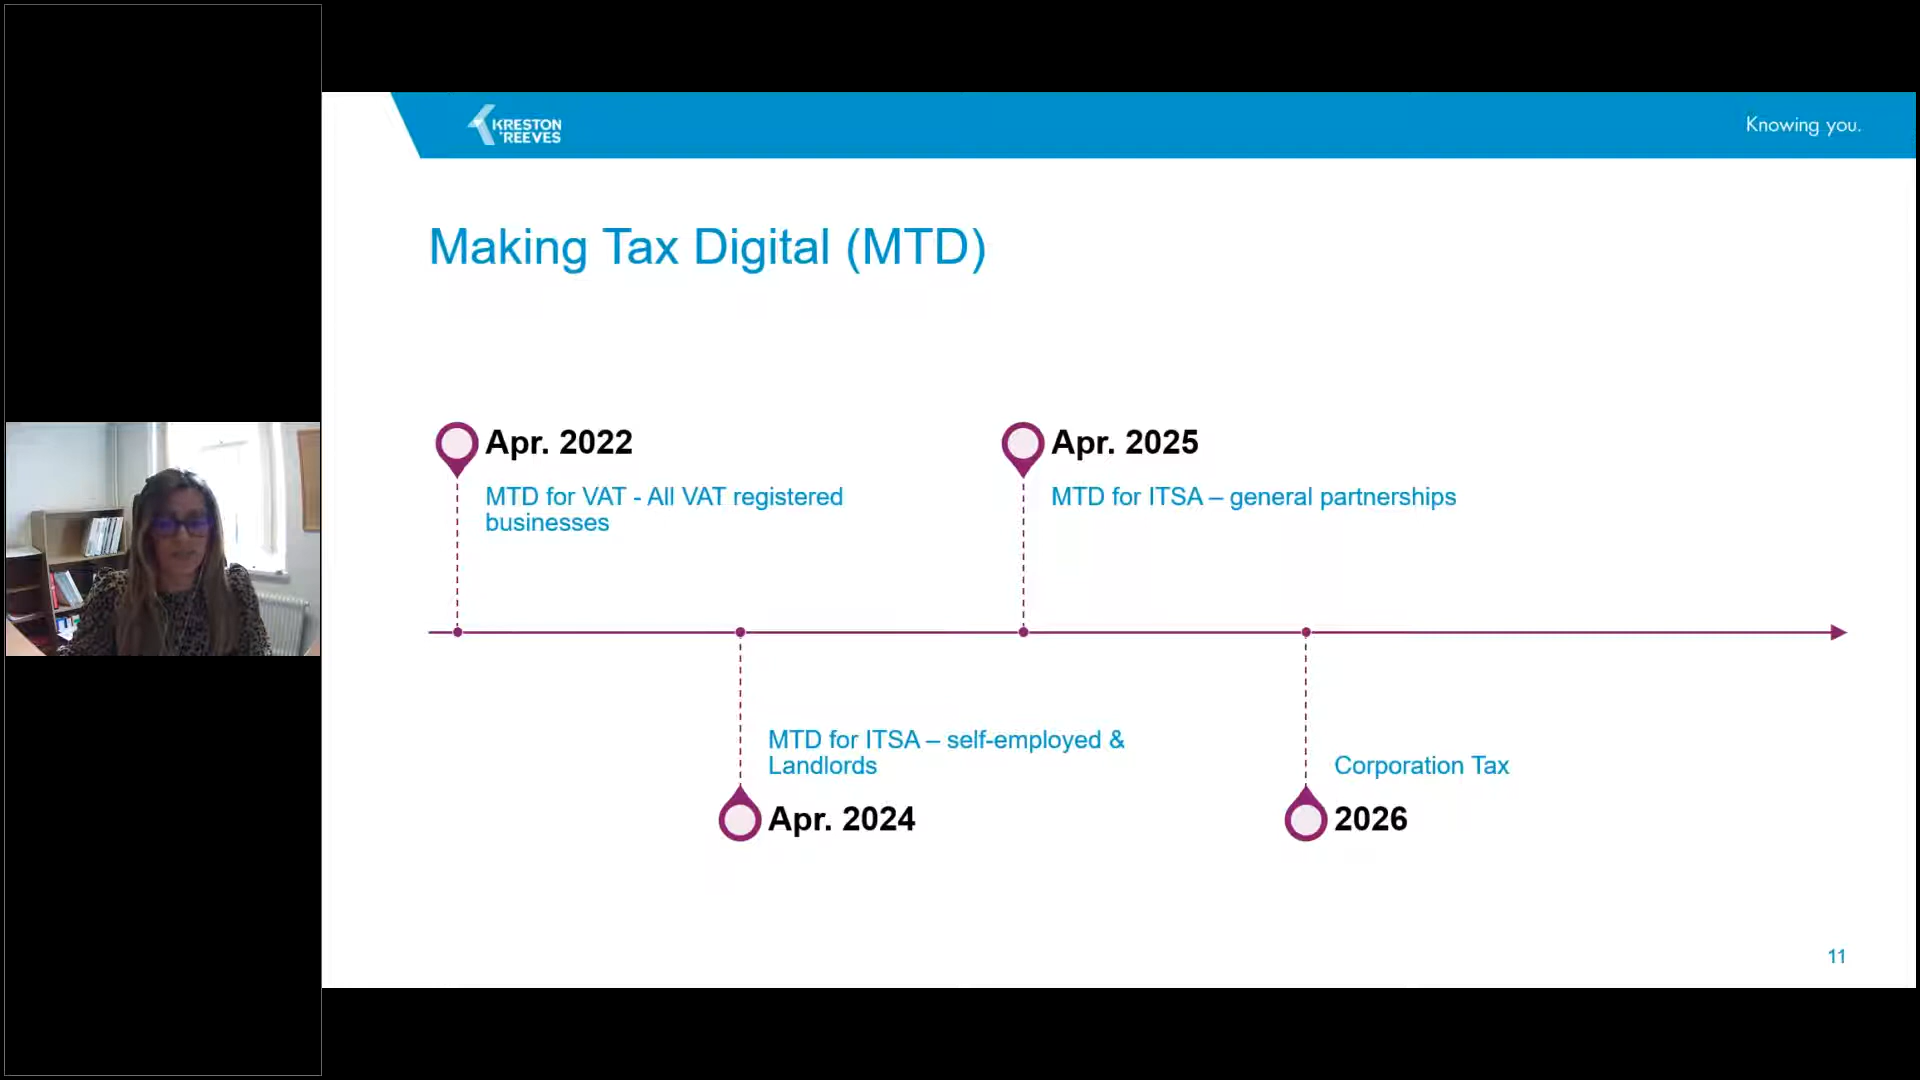 KRESTON
REEVES
Knowing you.
Making Tax Digital (MTD)
Apr. 2022
MTD for VAT - All VAT registered
businesses
Apr. 2025
MTD for ITSA – general partnerships
MTD for ITSA – self-employed &
Landlords
Apr. 2024
Corporation Tax
2026
11